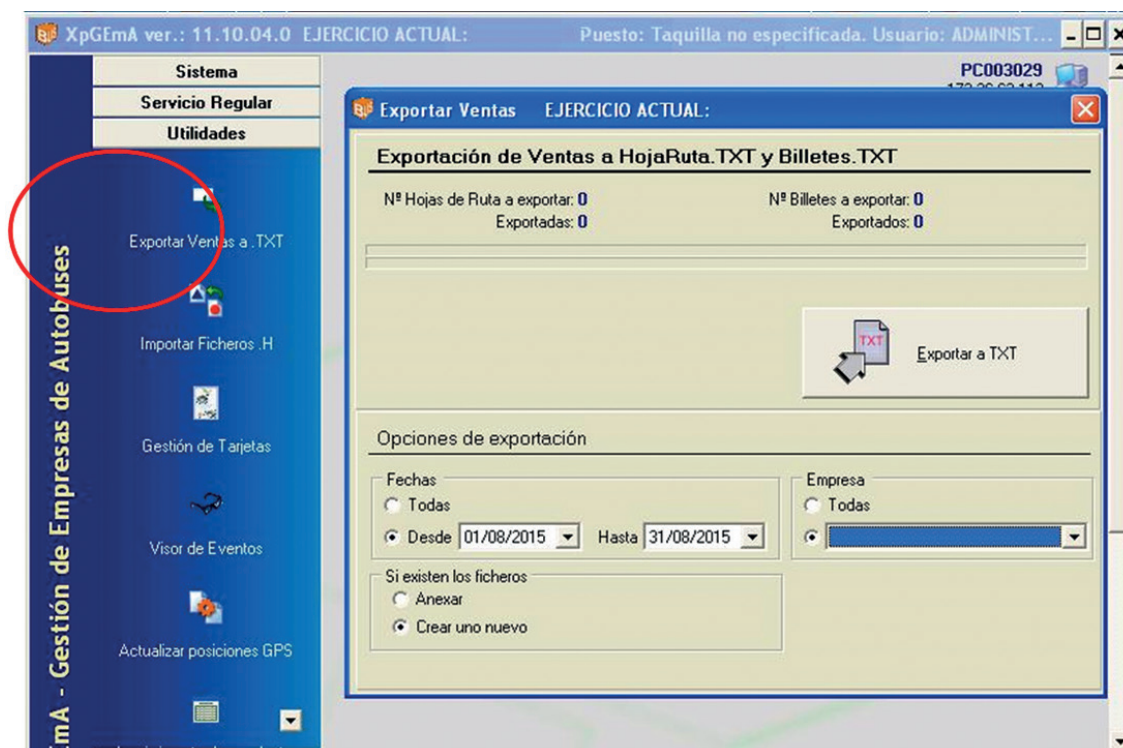 XpGEmA ver.: 11.10.04.0 EJERCICIO ACTUAL: Puesto: Taquilla no especificada. Usuario: ADMINIST...
Sistema
Servicio Regular
Utilidades
Exportar Ventas a .TXT
Importar Ficheros .H
Gestión de Tarjetas
Visor de Eventos
Actualizar posiciones GPS
EmA - Gestión de Empresas de Autobuses
PC003029
Exportar Ventas EJERCICIO ACTUAL:
Exportación de Ventas a HojaRuta.TXT y Billetes.TXT
Nº Hojas de Ruta a exportar: 0 Nº Billetes a exportar: 0
Exportadas: 0 Exportados: 0
TXT
Exportar a TXT
Opciones de exportación
Fechas
Todas
Desde 01/08/2015 Hasta 31/08/2015
Empresa
Todas
Si existen los ficheros
Anexar
Crear uno nuevo